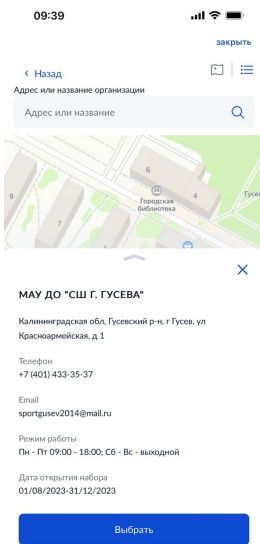 09:39
закрыть
Назад
Адрес или название организации
Адрес или название
6
9
Городская
библиотека
4
Гусев
7
МАУ ДО "СШ Г. ГУСЕВА"
Калининградская обл, Гусевский р-н, г Гусев, ул
Красноармейская, д 1
Телефон
+7 (401) 433-35-37
Email
sportgusev2014@mail.ru
Режим работы
Пн - Пт 09:00 - 18:00; Сб - Вс - выходной
Дата открытия набора
01/08/2023-31/12/2023
Выбрать